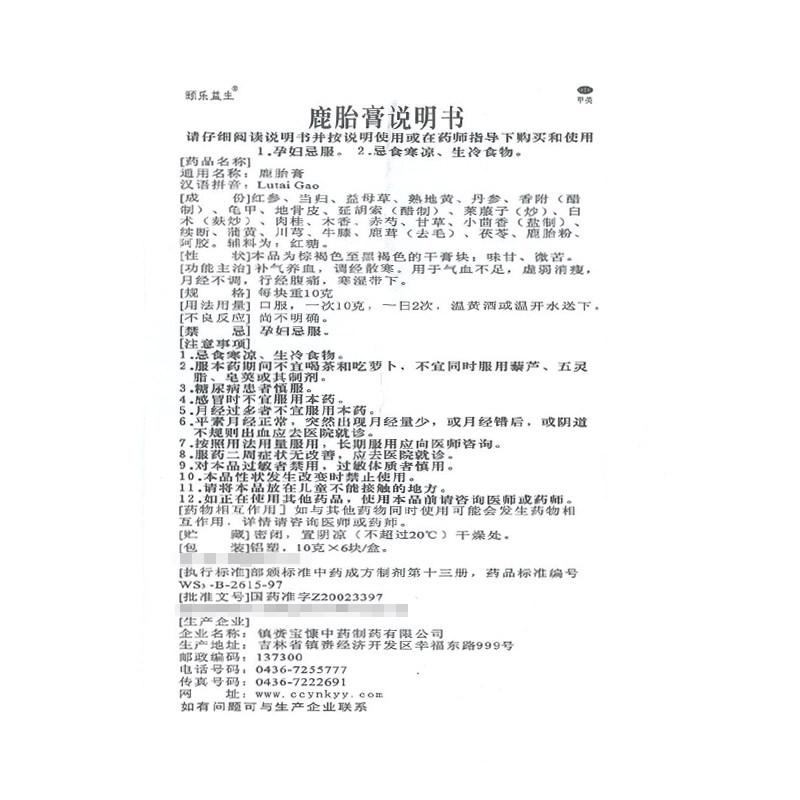 颐乐益生®
OTC
甲类
鹿胎膏说明书
请仔细阅读说明书并按说明使用或在药师指导下购买和使用
1.孕妇忌服。 2.忌食寒凉、生冷食物。
[药品名称]
通用名称：鹿胎膏
汉语拼音：Lutai Gao
[成 份]红参、当归、益母草、熟地黄、丹参、香附（醋
制）、龟甲、地骨皮、延胡索（醋制）、莱菔子（炒）、白
术（麸炒）、肉桂、木香、赤芍、甘草、小茴香（盐制）、
续断、蒲黄、川芎、牛膝、鹿茸（去毛）、茯苓、鹿胎粉、
阿胶。辅料为：红糖。
[性 状]本品为棕褐色至黑褐色的干膏块；味甘、微苦。
[功能主治] 补气养血，调经散寒。用于气血不足，虚弱消瘦，
月经不调，行经腹痛，寒湿带下。
[规 格] 每块重10克
[用法用量] 口服，一次10克，一日2次，温黄酒或温开水送下。
[不良反应] 尚不明确。
[禁 忌] 孕妇忌服。
[注意事项]
1.忌食寒凉、生冷食物。
2.服本药期间不宜喝茶和吃萝卜，不宜同时服用藜芦、五灵
脂、皂荚或其制剂。
3.糖尿病患者慎服。
4.感冒时不宜服用本药。
5.月经过多者不宜服用本药。
6.平素月经正常，突然出现月经量少，或月经错后，或阴道
不规则出血应去医院就诊。
7.按照用法用量服用，长期服用应向医师咨询。
8.服药二周症状无改善，应去医院就诊。
9.对本品过敏者禁用，过敏体质者慎用。
10.本品性状发生改变时禁止使用。
11.请将本品放在儿童不能接触的地方。
12.如正在使用其他药品，使用本品前请咨询医师或药师。
[药物相互作用] 如与其他药物同时使用可能会发生药物相
互作用，详情请咨询医师或药师。
[贮 藏] 密闭，置阴凉（不超过20℃）干燥处。
[包 装]铝塑，10克×6块/盒。
[执行标准]部颁标准中药成方制剂第十三册，药品标准编号
WS₃-B-2615-97
[批准文号]国药准字Z20023397
[生产企业]
企业名称：镇赉宝慷中药制药有限公司
生产地址：吉林省镇赉经济开发区幸福东路999号
邮政编码：137300
电话号码：0436-7255777
传真号码：0436-7222691
网 址：www.ccynkyy.com
如有问题可与生产企业联系